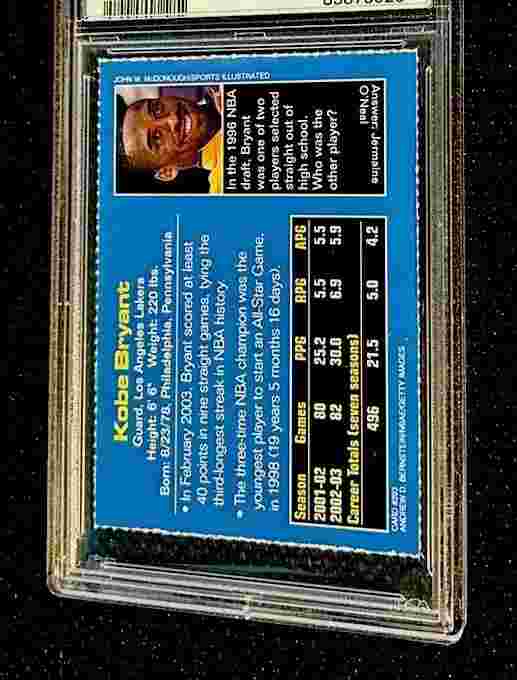 JOHN W. McDONOUGH/SPORTS ILLUSTRATED
In the 1996 NBA
draft, Bryant
was one of two
players selected
straight out of
high school.
Who was the
other player?
Answer: Jermaine
O'Neal
Kobe Bryant
Guard, Los Angeles Lakers
Height: 6' 6" Weight: 220 lbs.
Born: 8/23/78, Philadelphia, Pennsylvania
• In February 2003, Bryant scored at least
40 points in nine straight games, tying the
third-longest streak in NBA history.
• The three-time NBA champion was the
youngest player to start an All-Star Game,
in 1998 (19 years 5 months 16 days).
Season Games PPG RPG APG
2001-02 80 25.2 5.5 5.5
2002-03 82 30.0 6.9 5.9
Career Totals (seven seasons)
496 21.5 5.0 4.2
ANDREW D. BERNSTEIN/NBAE/GETTY IMAGES